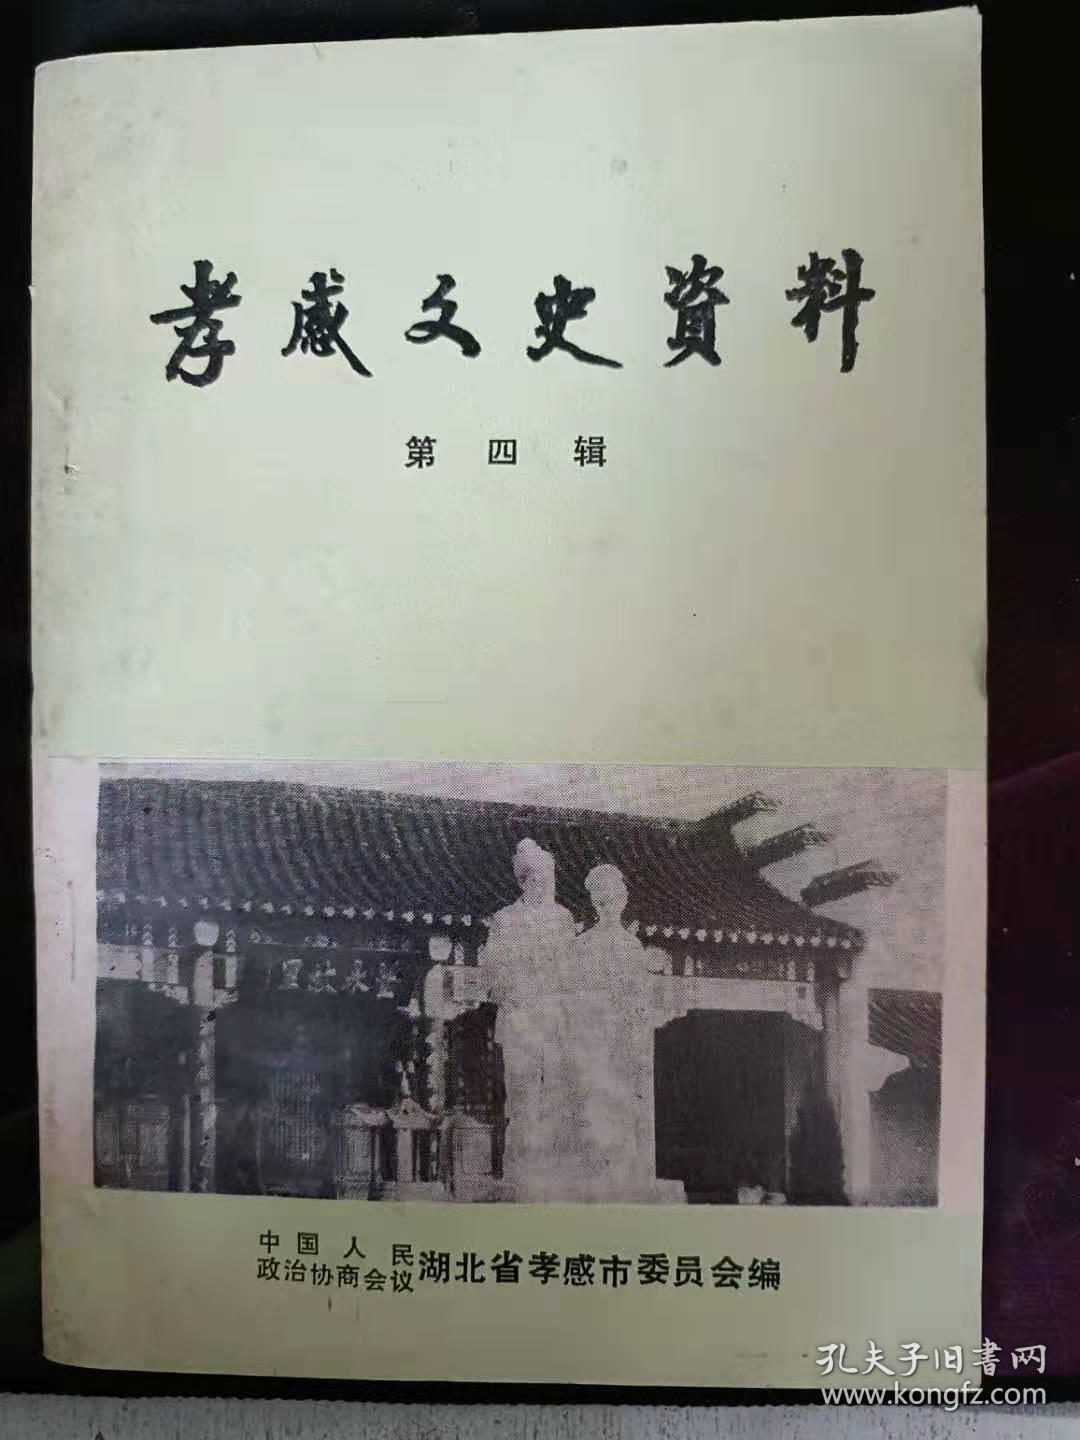 孝感文史資料
第四辑
中国人民
政治协商会议湖北省孝感市委员会编
孔夫子旧書网
www.kongfz.com